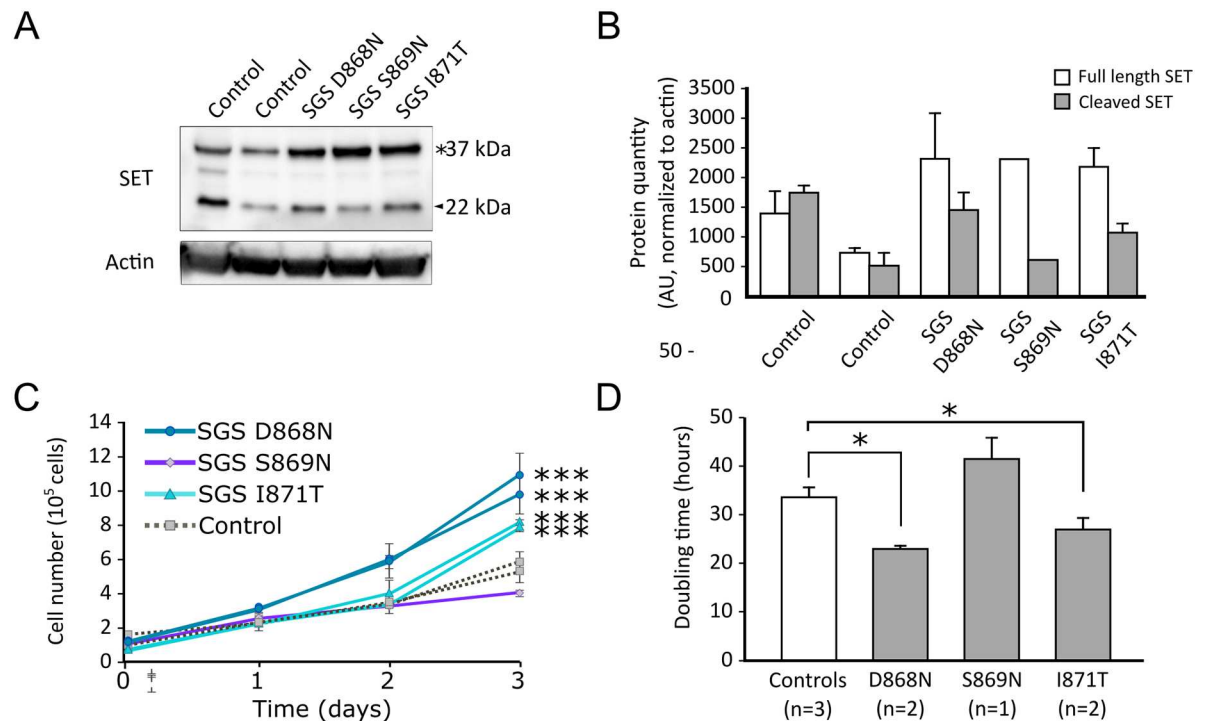 A
Control
Control
SGS D868N
SGS S869N
SGS I871T
SET
*37 kDa
◄22 kDa
Actin
B
Full length SET
Cleaved SET
Protein quantity
(AU, normalized to actin)
3500
3000
2500
2000
1500
1000
500
0
Control
Control
SGS
D868N
SGS
S869N
SGS
I871T
50 -
C
SGS D868N
SGS S869N
SGS I871T
Control
Cell number (10⁵ cells)
14
12
10
8
6
4
2
0
***
***
***
***
0
1
2
3
Time (days)
D
Doubling time (hours)
50
40
30
20
10
0
*
*
Controls
(n=3)
D868N
(n=2)
S869N
(n=1)
I871T
(n=2)